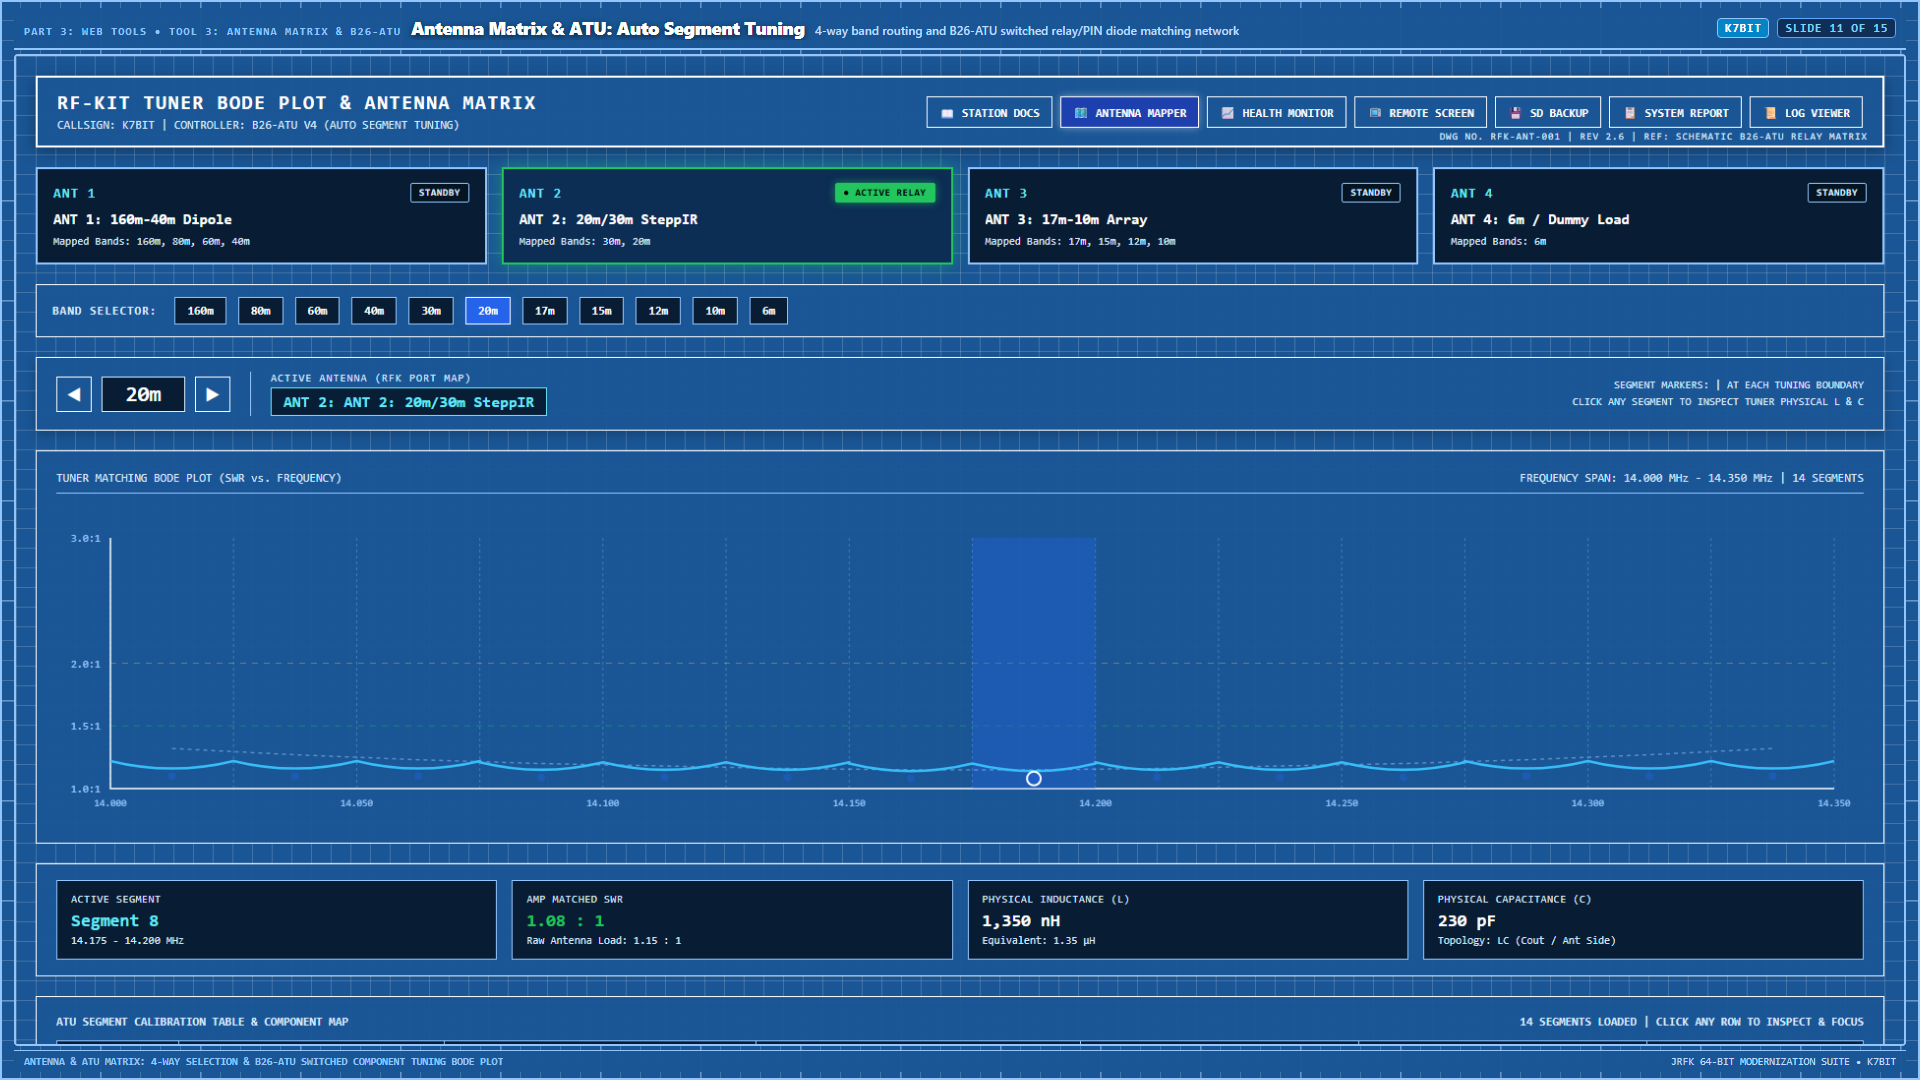 PART 3: WEB TOOLS • TOOL 3: ANTENNA MATRIX & B26-ATU Antenna Matrix & ATU: Auto Segment Tuning 4-way band routing and B26-ATU switched relay/PIN diode matching network K7BIT SLIDE 11 OF 15
RF-KIT TUNER BODE PLOT & ANTENNA MATRIX
CALLSIGN: K7BIT | CONTROLLER: B26-ATU V4 (AUTO SEGMENT TUNING)
STATION DOCS ANTENNA MAPPER HEALTH MONITOR REMOTE SCREEN SD BACKUP SYSTEM REPORT LOG VIEWER
DWG NO. RFK-ANT-001 | REV 2.6 | REF: SCHEMATIC B26-ATU RELAY MATRIX
ANT 1 STANDBY
ANT 1: 160m-40m Dipole
Mapped Bands: 160m, 80m, 60m, 40m
ANT 2 • ACTIVE RELAY
ANT 2: 20m/30m SteppIR
Mapped Bands: 30m, 20m
ANT 3 STANDBY
ANT 3: 17m-10m Array
Mapped Bands: 17m, 15m, 12m, 10m
ANT 4 STANDBY
ANT 4: 6m / Dummy Load
Mapped Bands: 6m
BAND SELECTOR: 160m 80m 60m 40m 30m 20m 17m 15m 12m 10m 6m
◀ 20m ▶
ACTIVE ANTENNA (RFK PORT MAP)
ANT 2: ANT 2: 20m/30m SteppIR
SEGMENT MARKERS: | AT EACH TUNING BOUNDARY
CLICK ANY SEGMENT TO INSPECT TUNER PHYSICAL L & C
TUNER MATCHING BODE PLOT (SWR vs. FREQUENCY)
FREQUENCY SPAN: 14.000 MHz - 14.350 MHz | 14 SEGMENTS
3.0:1
2.0:1
1.5:1
1.0:1
14.000 14.050 14.100 14.150 14.200 14.250 14.300 14.350
ACTIVE SEGMENT
Segment 8
14.175 - 14.200 MHz
AMP MATCHED SWR
1.08 : 1
Raw Antenna Load: 1.15 : 1
PHYSICAL INDUCTANCE (L)
1,350 nH
Equivalent: 1.35 µH
PHYSICAL CAPACITANCE (C)
230 pF
Topology: LC (Cout / Ant Side)
ATU SEGMENT CALIBRATION TABLE & COMPONENT MAP
14 SEGMENTS LOADED | CLICK ANY ROW TO INSPECT & FOCUS
ANTENNA & ATU MATRIX: 4-WAY SELECTION & B26-ATU SWITCHED COMPONENT TUNING BODE PLOT
JRFK 64-BIT MODERNIZATION SUITE • K7BIT